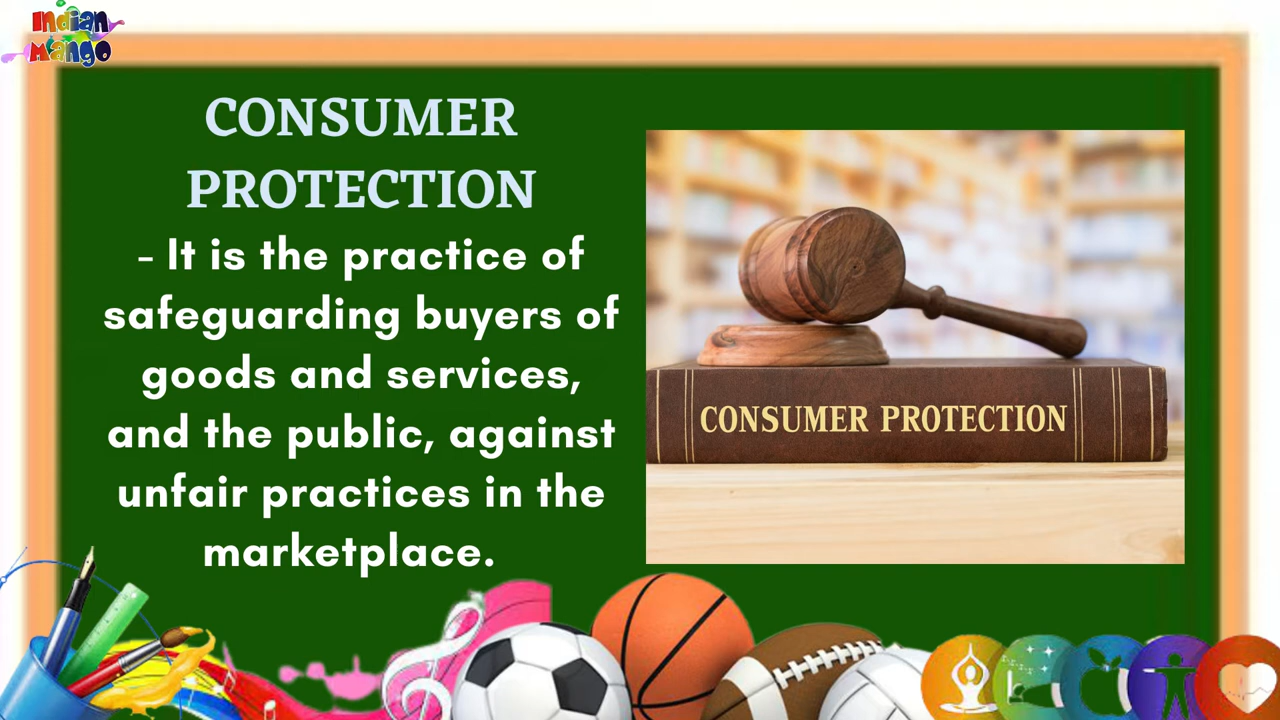 Indian
Mango
CONSUMER
PROTECTION
- It is the practice of
safeguarding buyers of
goods and services,
and the public, against
unfair practices in the
marketplace.
CONSUMER PROTECTION